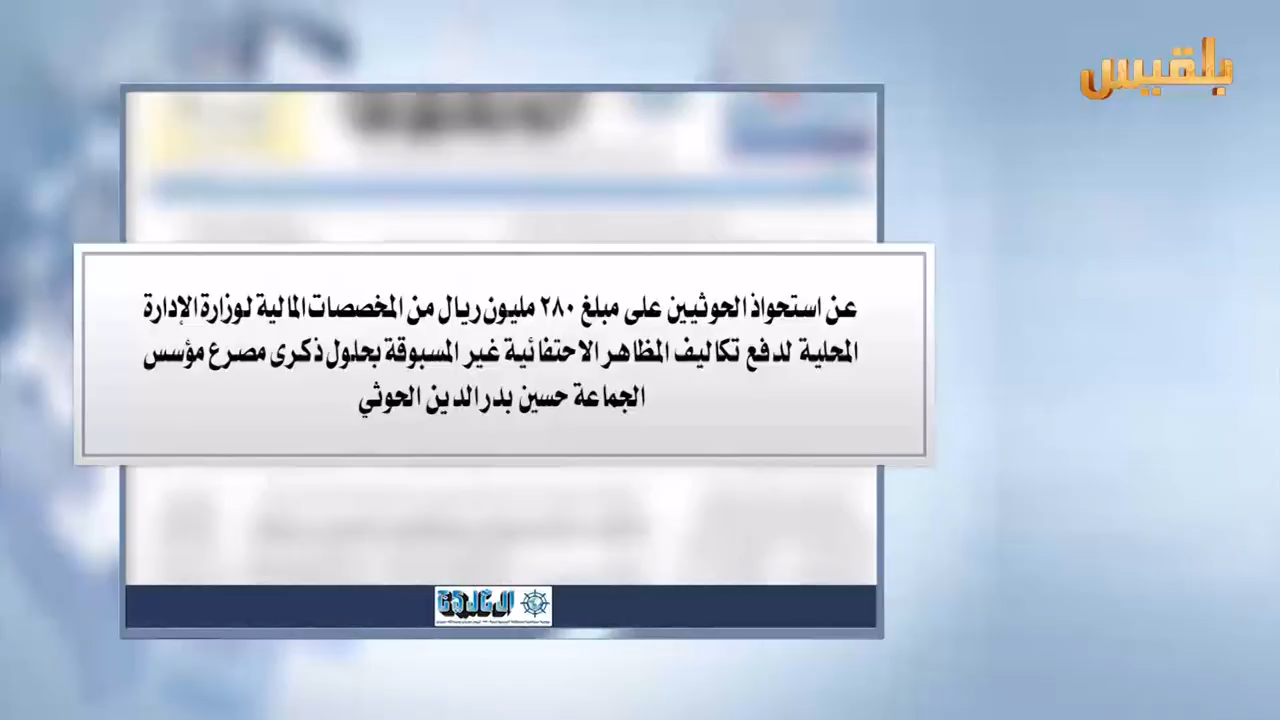 بلقيس
عن استحواذ الحوثيين على مبلغ ٢٨٠ مليون ريال من المخصصات المالية لوزارة الإدارة
المحلية لدفع تكاليف المظاهر الاحتفائية غير المسبوقة بحلول ذكرى مصرع مؤسس
الجماعة حسين بدر الدين الحوثي